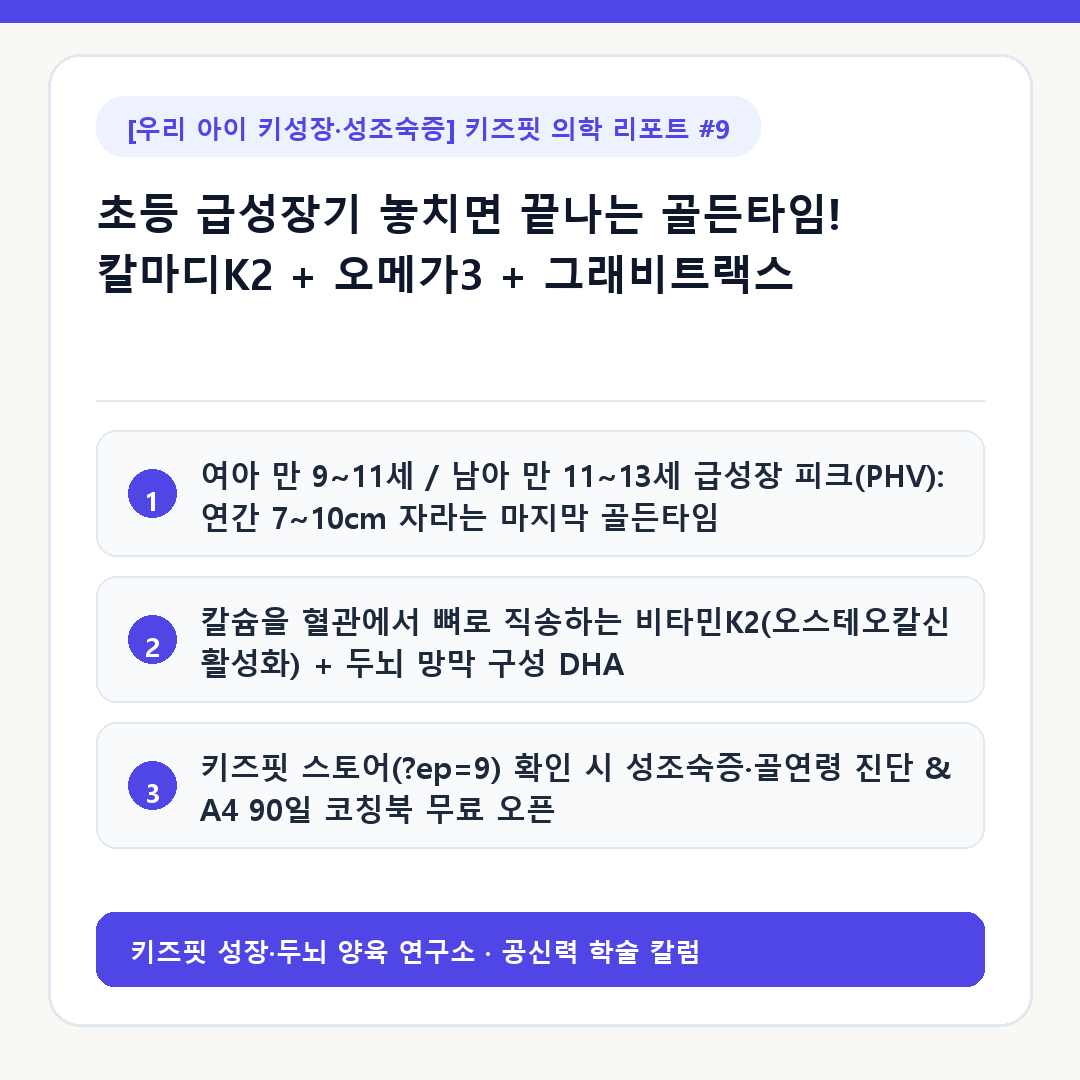 [우리 아이 키성장·성조숙증] 키즈핏 의학 리포트 #9
초등 급성장기 놓치면 끝나는 골든타임!
칼마디K2 + 오메가3 + 그래비트랙스
1
여아 만 9~11세 / 남아 만 11~13세 급성장 피크(PHV):
연간 7~10cm 자라는 마지막 골든타임
2
칼슘을 혈관에서 뼈로 직송하는 비타민K2(오스테오칼신
활성화) + 두뇌 망막 구성 DHA
3
키즈핏 스토어(?ep=9) 확인 시 성조숙증·골연령 진단 &
A4 90일 코칭북 무료 오픈
키즈핏 성장·두뇌 양육 연구소 · 공신력 학술 칼럼